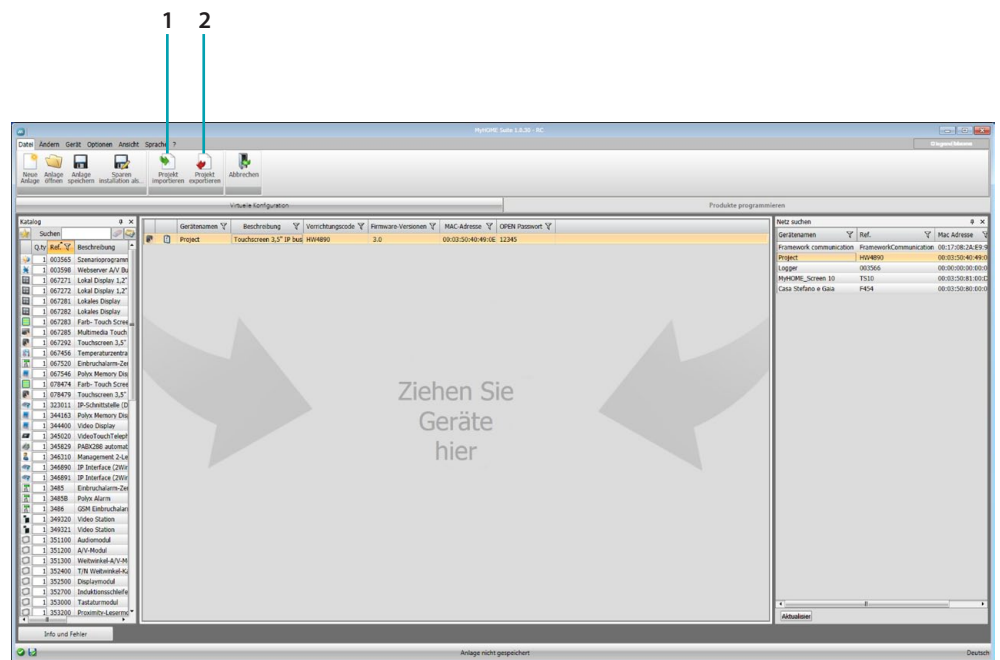 1 2
MyHOME Suite 1.0.30 - RC
Datei Ändern Gerät Optionen Ansicht Sprache ?
Neue Anlage
Anlage öffnen
Anlage speichern
Sparen installation als...
Projekt importieren
Projekt exportieren
Abbrechen
Virtuelle Konfiguration
Produkte programmieren
Katalog
Suchen
Q.ty Ref. Beschreibung
1 003565 Szenarioprogramm
1 003598 Webserver A/V Bu
1 067271 Lokal Display 1,2"
1 067272 Lokal Display 1,2"
1 067281 Lokales Display
1 067282 Lokales Display
1 067283 Farb- Touch Scree
1 067285 Multimedia Touch
1 067292 Touchscreen 3,5"
1 067456 Temperaturzentra
1 067520 Einbruchalarm-Zen
1 067546 Polyx Memory Dis
1 078474 Farb- Touch Scree
1 078479 Touchscreen 3,5"
1 323011 IP-Schnittstelle (D
1 344163 Polyx Memory Dis
1 344400 Video Display
1 345020 VideoTouchTeleph
1 345829 PABX288 automat
1 346310 Management 2-Le
1 346890 IP Interface (2Wir
1 346891 IP Interface (2Wir
1 3485 Einbruchalarm-Zen
1 3485B Polyx Alarm
1 3486 GSM Einbruchalarm
1 349320 Video Station
1 349321 Video Station
1 351100 Audiomodul
1 351200 A/V-Modul
1 351300 Weitwinkel-A/V-M
1 352400 T/N Weitwinkel-Ka
1 352500 Displaymodul
1 352700 Induktionsschleife
1 353000 Tastaturmodul
1 353200 Proximity-Lesermo
Gerätenamen Beschreibung Vorrichtungscode Firmware-Versionen MAC-Adresse OPEN Passwort
Project Touchscreen 3,5" IP bus HW4890 3.0 00:03:50:40:49:0E 12345
Ziehen Sie
Geräte
hier
Netz suchen
Gerätenamen Ref. Mac Adresse
Framework communication FrameworkCommunication 00:17:08:2A:E9:9
Project HW4890 00:03:50:40:49:0
Logger 003566 00:00:00:00:00:0
MyHOME_Screen 10 TS10 00:03:50:81:00:D
Casa Stefano e Gaia F454 00:03:50:80:00:0
Aktualisier
Info und Fehler
Anlage nicht gespeichert
Deutsch